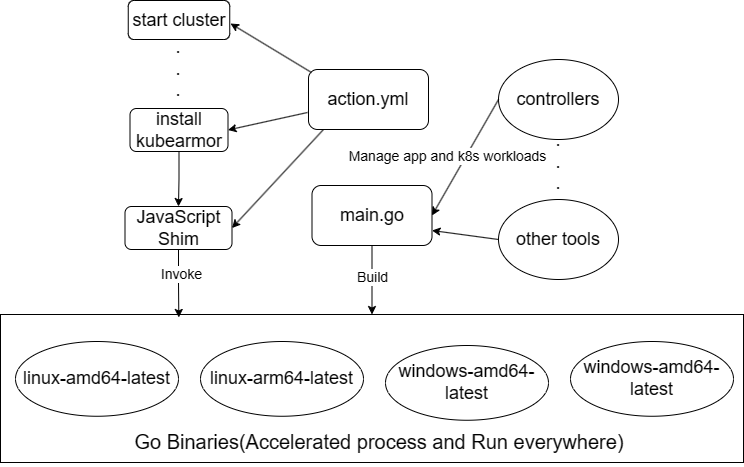 start cluster
action.yml
controllers
install
kubearmor
Manage app and k8s workloads
JavaScript
Shim
main.go
other tools
Invoke
Build
linux-amd64-latest
linux-arm64-latest
windows-amd64-
latest
windows-amd64-
latest
Go Binaries(Accelerated process and Run everywhere)